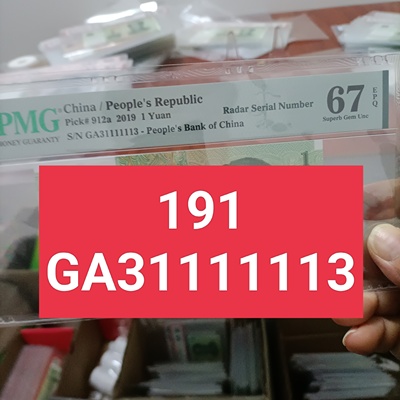 China / People's Republic
PMG
Pick# 912a 2019 1 Yuan
Radar Serial Number
67
EPQ
MONEY GUARANTY
S/N GA31111113 - People's Bank of China
Superb Gem Unc
191
GA31111113